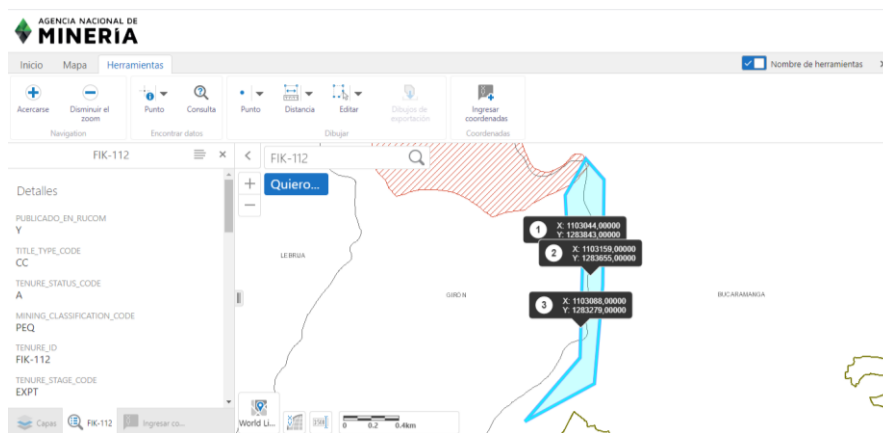 AGENCIA NACIONAL DE
MINERÍA
Inicio Mapa Herramientas
Nombre de herramientas
Acercarse Disminuir el zoom Punto Consulta Punto Distancia Editar Dibujos de exportación Ingresar coordenadas
Navigation Encontrar datos Dibujar Coordenadas
FIK-112
FIK-112
Quiero...
Detalles
PUBLICADO_EN_RUCOM
Y
TITLE_TYPE_CODE
CC
TENURE_STATUS_CODE
A
MINING_CLASSIFICATION_CODE
PEQ
TENURE_ID
FIK-112
TENURE_STAGE_CODE
EXPT
1 X: 1103044,00000
Y: 1283843,00000
2 X: 1103159,00000
Y: 1283655,00000
3 X: 1103088,00000
Y: 1283279,00000
LEBRIJA
GIRÓN
BUCARAMANGA
Capas FIK-112 Ingresar co...
World Li...
0 0.2 0.4km